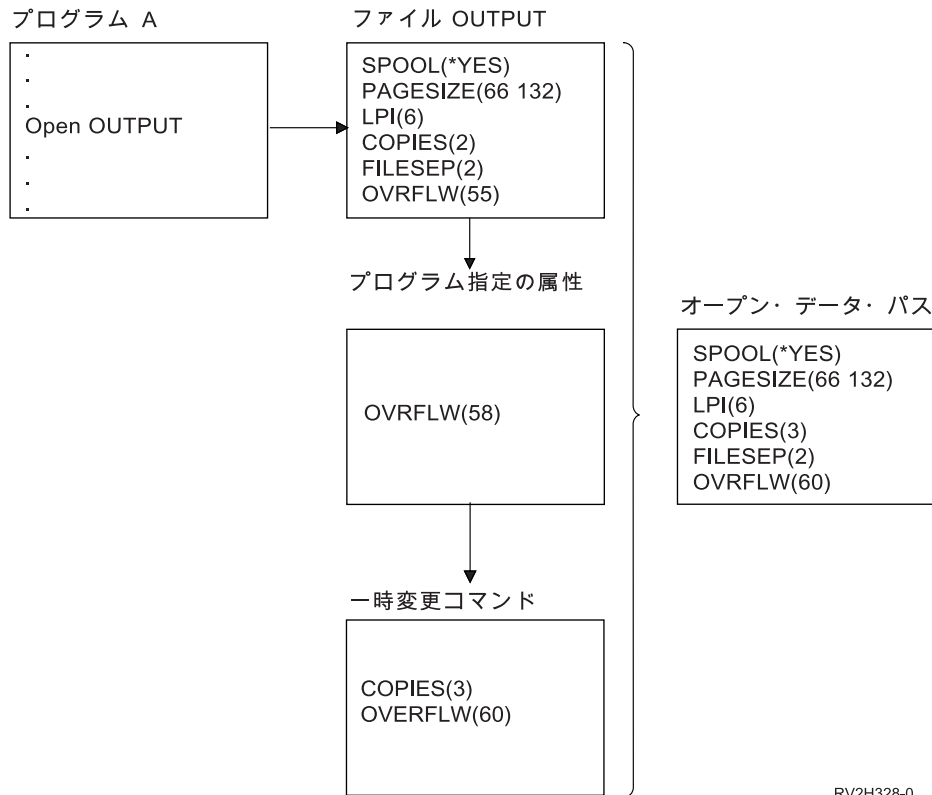 プログラム A
.
.
.
Open OUTPUT
.
.
.
ファイル OUTPUT
SPOOL(*YES)
PAGESIZE(66 132)
LPI(6)
COPIES(2)
FILESEP(2)
OVRFLW(55)
プログラム指定の属性
OVRFLW(58)
一時変更コマンド
COPIES(3)
OVERFLW(60)
オープン・データ・パス
SPOOL(*YES)
PAGESIZE(66 132)
LPI(6)
COPIES(3)
FILESEP(2)
OVRFLW(60)
RV2H328-0